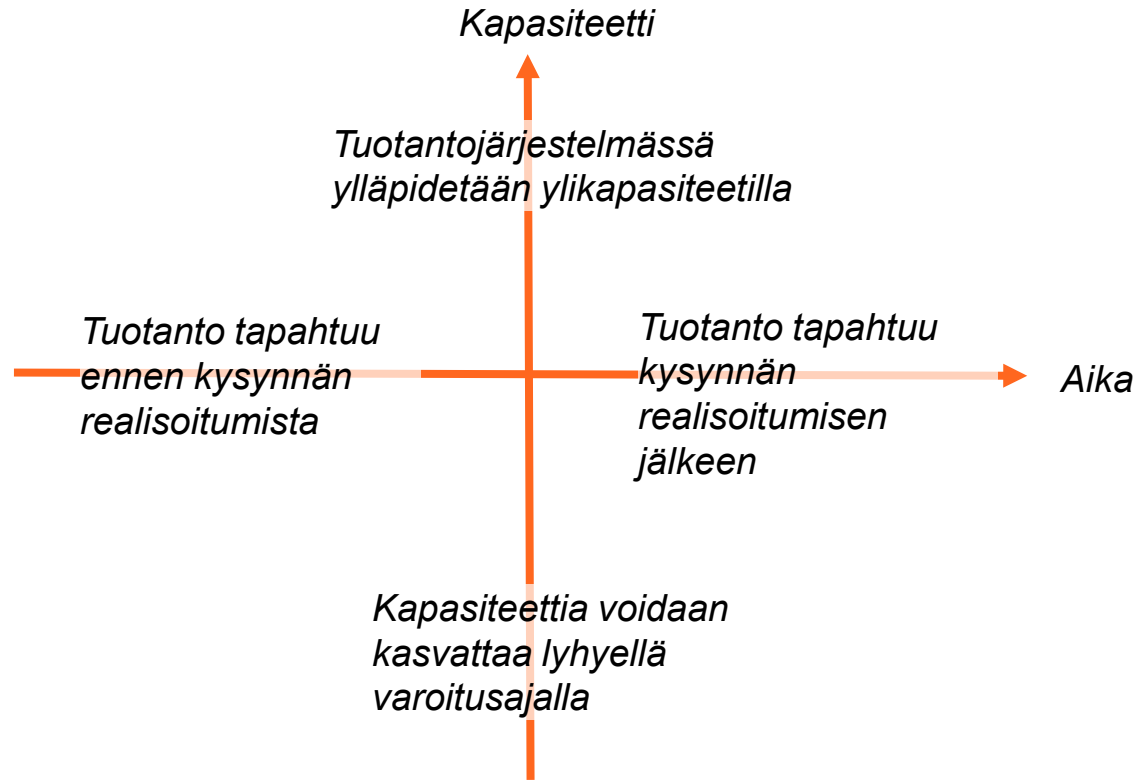 Kapasiteetti
Tuotantojärjestelmässä
ylläpidetään ylikapasiteetilla
Tuotanto tapahtuu
ennen kysynnän
realisoitumista
Tuotanto tapahtuu
kysynnän
realisoitumisen
jälkeen
Aika
Kapasiteettia voidaan
kasvattaa lyhyellä
varoitusajalla